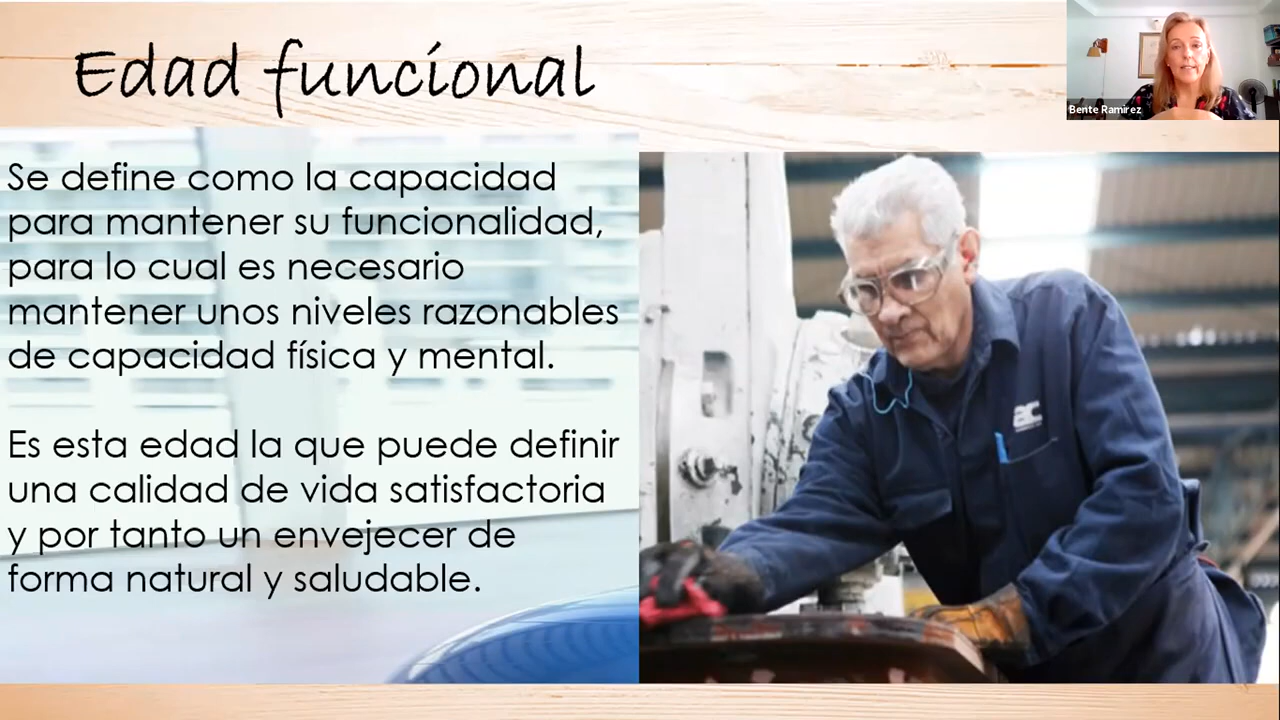 Edad funcional
Bente Ramirez
Se define como la capacidad
para mantener su funcionalidad,
para lo cual es necesario
mantener unos niveles razonables
de capacidad física y mental.
Es esta edad la que puede definir
una calidad de vida satisfactoria
y por tanto un envejecer de
forma natural y saludable.
ac